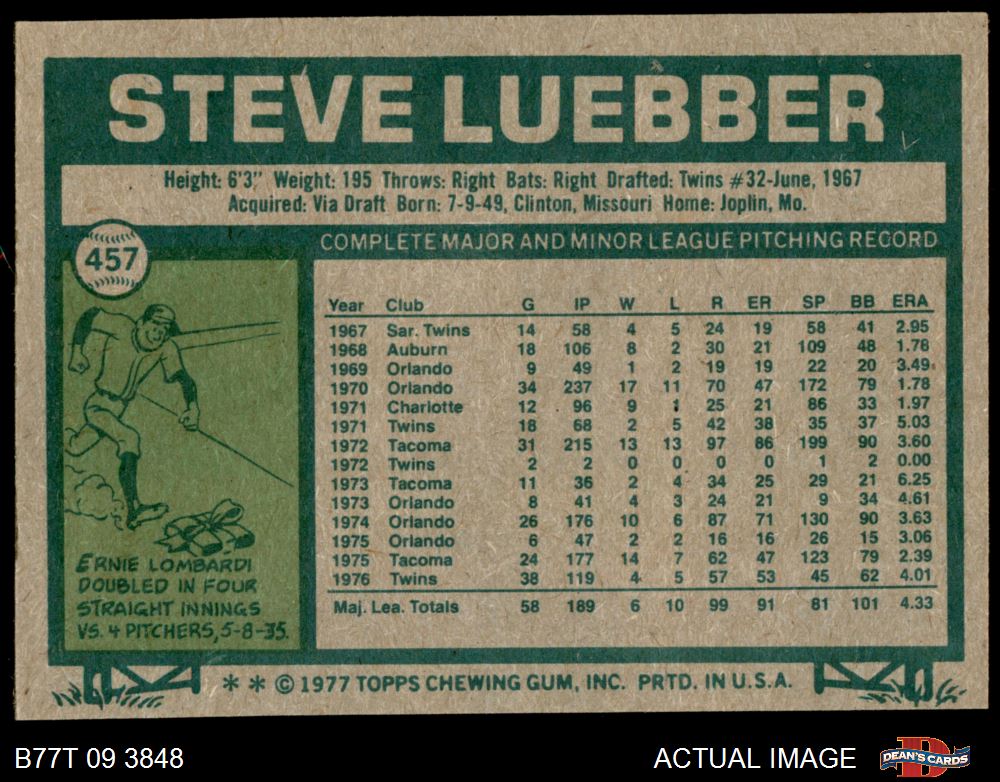 STEVE LUEBBER
Height: 6'3" Weight: 195 Throws: Right Bats: Right Drafted: Twins #32-June, 1967
Acquired: Via Draft Born: 7-9-49, Clinton, Missouri Home: Joplin, Mo.
457
COMPLETE MAJOR AND MINOR LEAGUE PITCHING RECORD
Year Club G IP W L R ER SP BB ERA
1967 Sar. Twins 14 58 4 5 24 19 58 41 2.95
1968 Auburn 18 106 8 2 30 21 109 48 1.78
1969 Orlando 9 49 1 2 19 19 22 20 3.49
1970 Orlando 34 237 17 11 70 47 172 79 1.78
1971 Charlotte 12 96 9 1 25 21 86 33 1.97
1971 Twins 18 68 2 5 42 38 35 37 5.03
1972 Tacoma 31 215 13 13 97 86 199 90 3.60
1972 Twins 2 2 0 0 0 0 1 2 0.00
1973 Tacoma 11 36 2 4 34 25 29 21 6.25
1973 Orlando 8 41 4 3 24 21 9 34 4.61
1974 Orlando 26 176 10 6 87 71 130 90 3.63
1975 Orlando 6 47 2 2 16 16 26 15 3.06
1975 Tacoma 24 177 14 7 62 47 123 79 2.39
1976 Twins 38 119 4 5 57 53 45 62 4.01
Maj. Lea. Totals 58 189 6 10 99 91 81 101 4.33
ERNIE LOMBARDI
DOUBLED IN FOUR
STRAIGHT INNINGS
VS. 4 PITCHERS, 5-8-35.
* * © 1977 TOPPS CHEWING GUM, INC. PRTD. IN U.S.A.
B77T 09 3848
ACTUAL IMAGE
DEAN'S CARDS